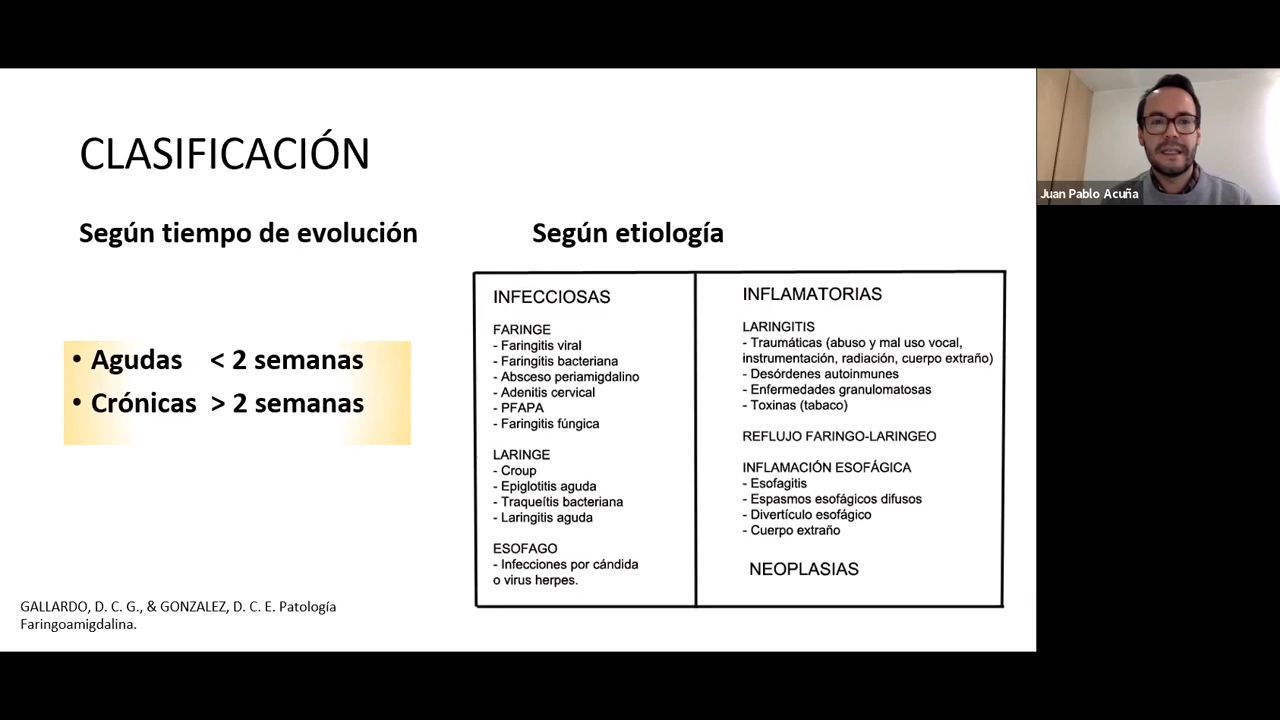 CLASIFICACIÓN
Según tiempo de evolución
• Agudas < 2 semanas
• Crónicas > 2 semanas
Según etiología
INFECCIOSAS
FARINGE
- Faringitis viral
- Faringitis bacteriana
- Absceso periamigdalino
- Adenitis cervical
- PFAPA
- Faringitis fúngica
LARINGE
- Croup
- Epiglotitis aguda
- Traqueítis bacteriana
- Laringitis aguda
ESOFAGO
- Infecciones por cándida
o virus herpes.
INFLAMATORIAS
LARINGITIS
- Traumáticas (abuso y mal uso vocal,
instrumentación, radiación, cuerpo extraño)
- Desórdenes autoinmunes
- Enfermedades granulomatosas
- Toxinas (tabaco)
REFLUJO FARINGO-LARINGEO
INFLAMACIÓN ESOFÁGICA
- Esofagitis
- Espasmos esofágicos difusos
- Divertículo esofágico
- Cuerpo extraño
NEOPLASIAS
GALLARDO, D. C. G., & GONZALEZ, D. C. E. Patología
Faringoamigdalina.
Juan Pablo Acuña